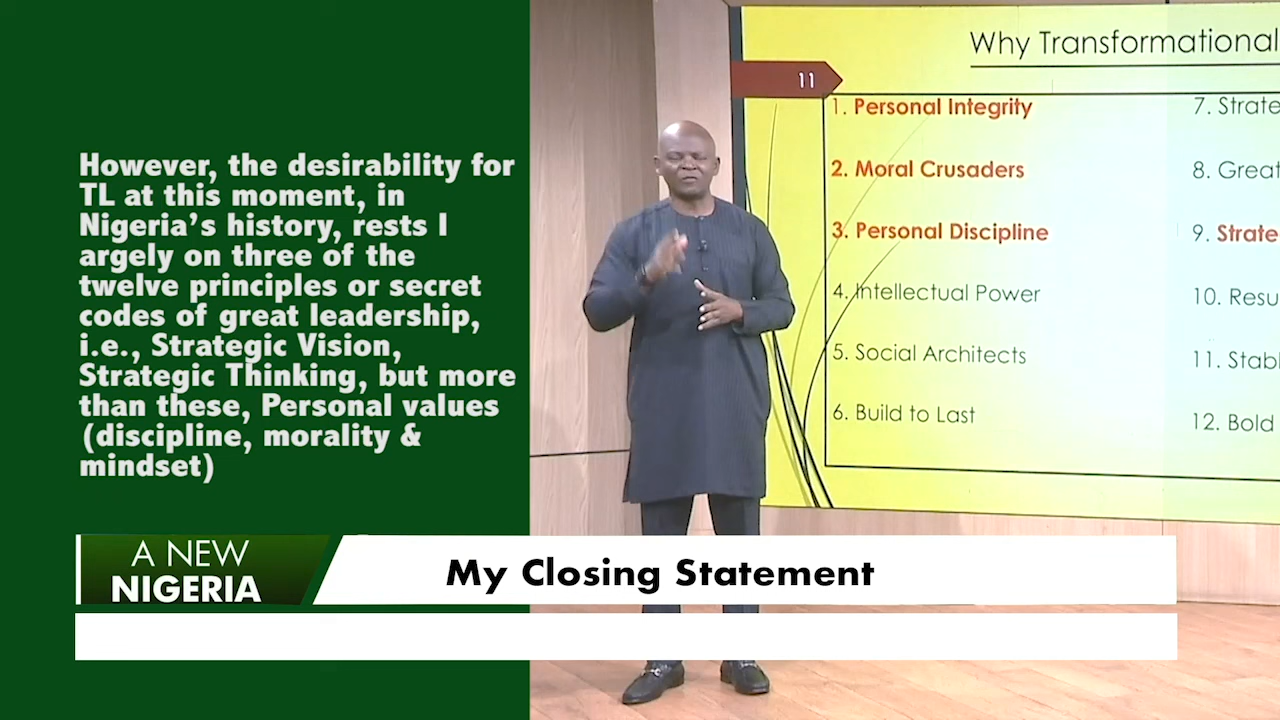 However, the desirability for
TL at this moment, in
Nigeria's history, rests l
argely on three of the
twelve principles or secret
codes of great leadership,
i.e., Strategic Vision,
Strategic Thinking, but more
than these, Personal values
(discipline, morality &
mindset)
Why Transformational
11
1. Personal Integrity
2. Moral Crusaders
3. Personal Discipline
4. Intellectual Power
5. Social Architects
6. Build to Last
7. Strate
8. Great
9. Strate
10. Resu
11. Stabl
12. Bold
A NEW
NIGERIA
My Closing Statement